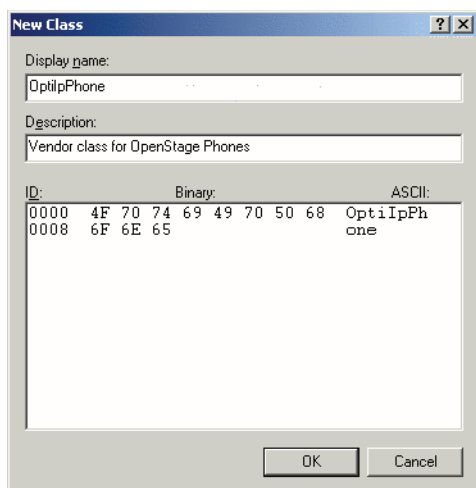 New Class
Display name:
OptiIpPhone
Description:
Vendor class for OpenStage Phones
ID: Binary: ASCII:
0000 4F 70 74 69 49 70 50 68 OptiIpPh
0008 6F 6E 65 one
OK Cancel